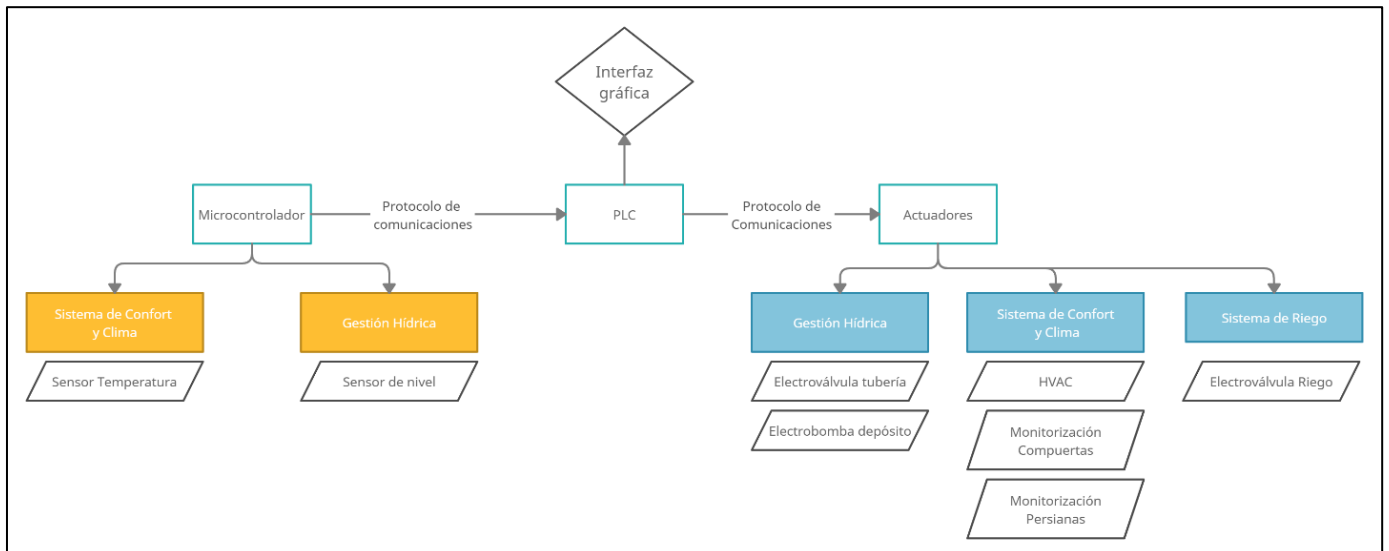 Interfaz
gráfica
Microcontrolador
Protocolo de
comunicaciones
PLC
Protocolo de
Comunicaciones
Actuadores
Sistema de Confort
y Clima
Gestión Hídrica
Gestión Hídrica
Sistema de Confort
y Clima
Sistema de Riego
Sensor Temperatura
Sensor de nivel
Electroválvula tubería
HVAC
Electroválvula Riego
Electrobomba depósito
Monitorización
Compuertas
Monitorización
Persianas